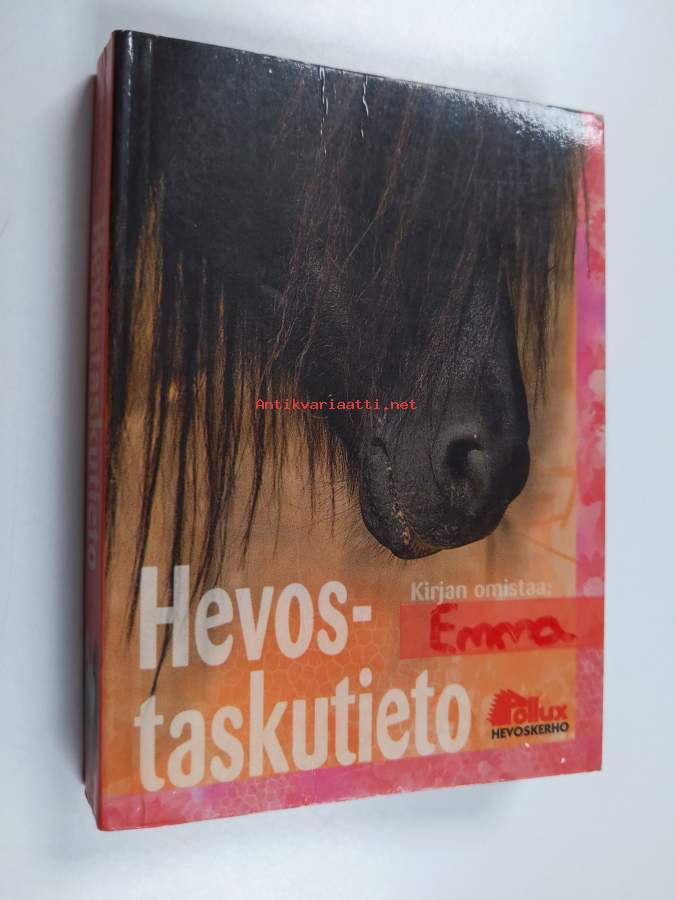 Hevostaskutieto
Antikvariaatti.net
Kirjan omistaa:
Emma
Hevos-
taskutieto
Pollux
HEVOSKERHO